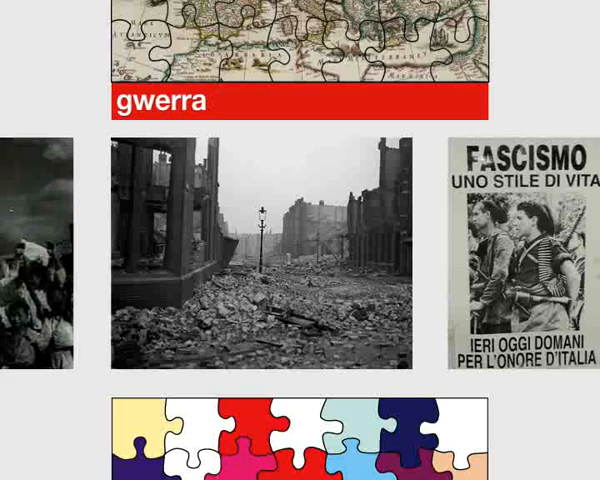 gwerra
FASCISMO
UNO STILE DI VITA
IERI OGGI DOMANI
PER L'ONORE D'ITALIA